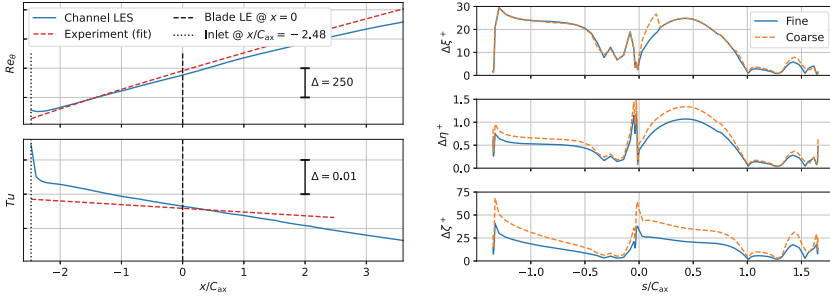 Channel LES
Experiment (fit)
Blade LE @ x = 0
Inlet @ x/C_ax = −2.48
Re_θ
Δ = 250
Tu
Δ = 0.01
−2 −1 0 1 2 3
x/C_ax
Δξ⁺
30
20
10
0
Fine
Coarse
Δη⁺
1.5
1.0
0.5
0.0
Δζ⁺
75
50
25
0
−1.0 −0.5 0.0 0.5 1.0 1.5
s/C_ax